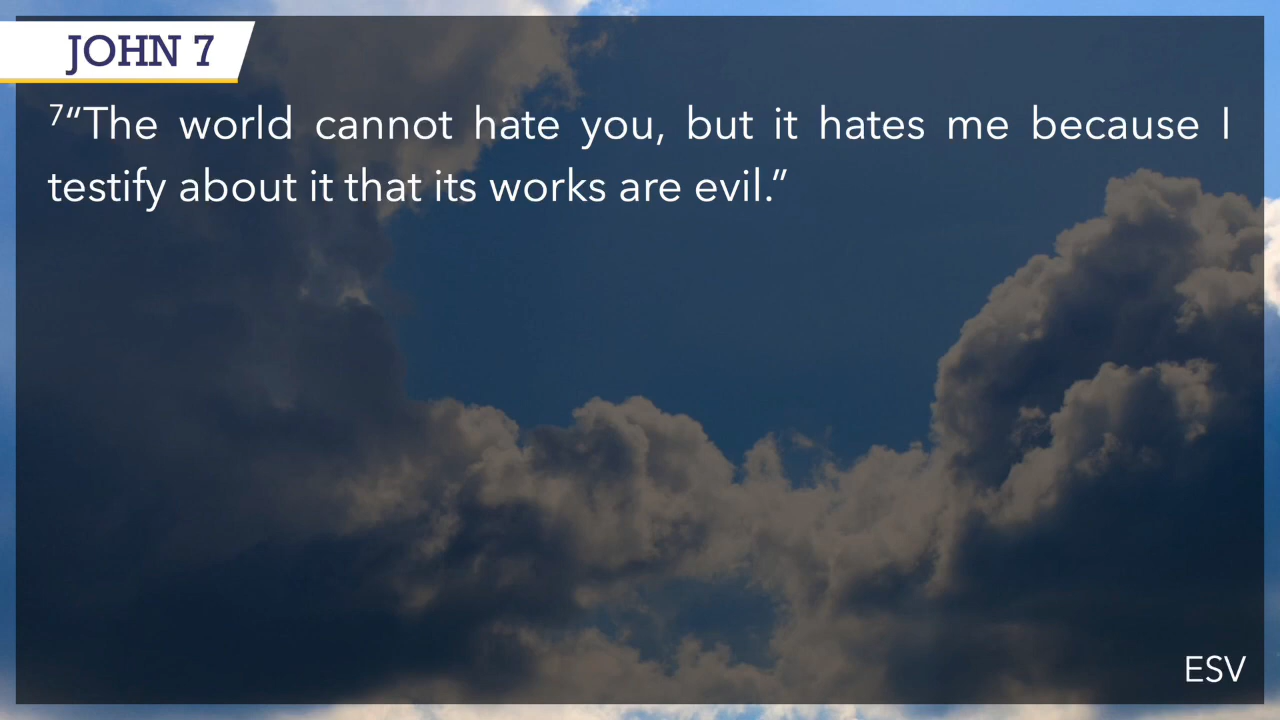 JOHN 7
7“The world cannot hate you, but it hates me because I
testify about it that its works are evil.”
ESV